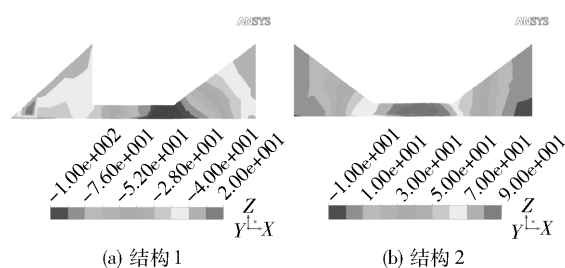 ANSYS
ANSYS
-1.00e+002
-7.60e+001
-5.20e+001
-2.80e+001
-4.00e+001
2.00e+001
Z
Y X
-1.00e+001
1.00e+001
3.00e+001
5.00e+001
7.00e+001
9.00e+001
Z
Y X
(a) 结构1
(b) 结构2